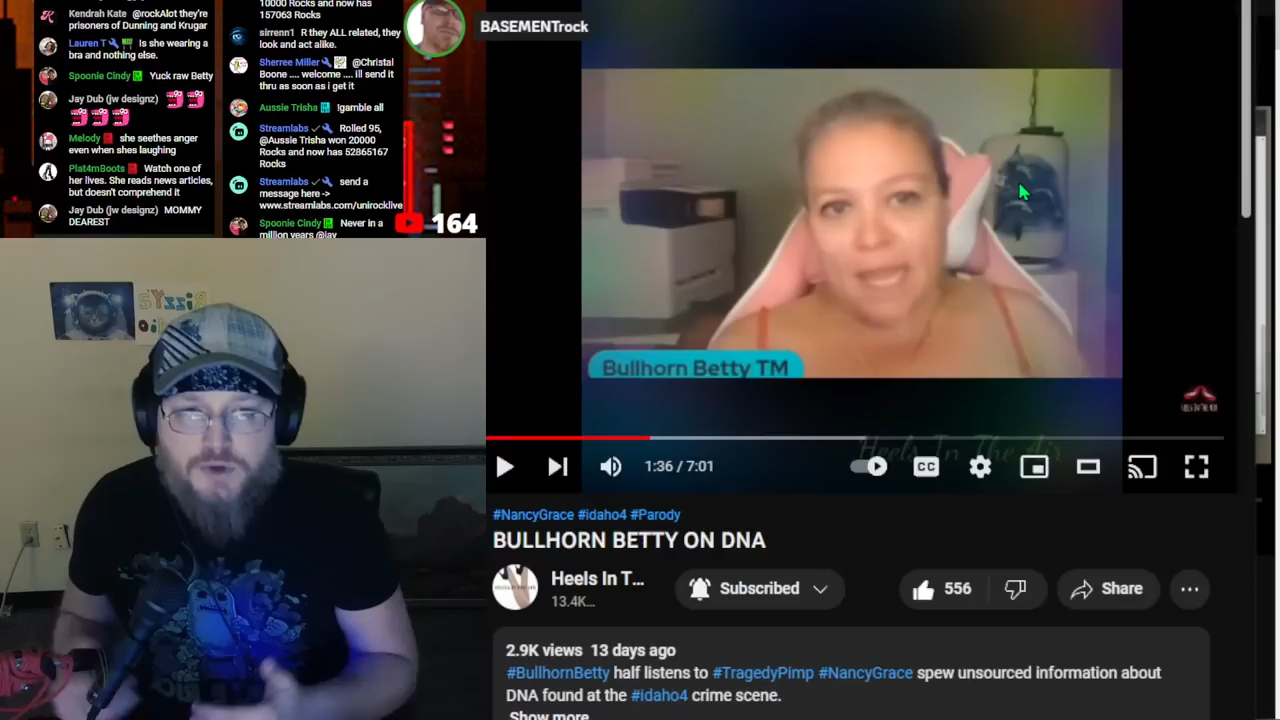 Kendrah Kate @rockAlot they're
prisoners of Dunning and Krugar
Lauren T Is she wearing a
bra and nothing else.
Spoonie Cindy Yuck raw Betty
Jay Dub (jw designz)
Melody she seethes anger
even when shes laughing
Plat4mBoots Watch one of
her lives. She reads news articles,
but doesn't comprehend it
Jay Dub (jw designz) MOMMY
DEAREST
10000 Rocks and now has
157063 Rocks
sirrenn1 R they ALL related, they
look and act alike.
Sherree Miller @Christal
Boone .... welcome .... Ill send it
thru as soon as i get it
Aussie Trisha !gamble all
Streamlabs Rolled 95,
@Aussie Trisha won 20000
Rocks and now has 52865167
Rocks
Streamlabs send a
message here ->
www.streamlabs.com/unirocklive
Spoonie Cindy Never in a
million years @jay
164
BASEMENTrock
Bullhorn Betty TM
Heels In The Air
1:36 / 7:01
CC
#NancyGrace #idaho4 #Parody
BULLHORN BETTY ON DNA
Heels In T...
13.4K...
Subscribed
556
Share
2.9K views 13 days ago
#BullhornBetty half listens to #TragedyPimp #NancyGrace spew unsourced information about
DNA found at the #idaho4 crime scene.
Show more